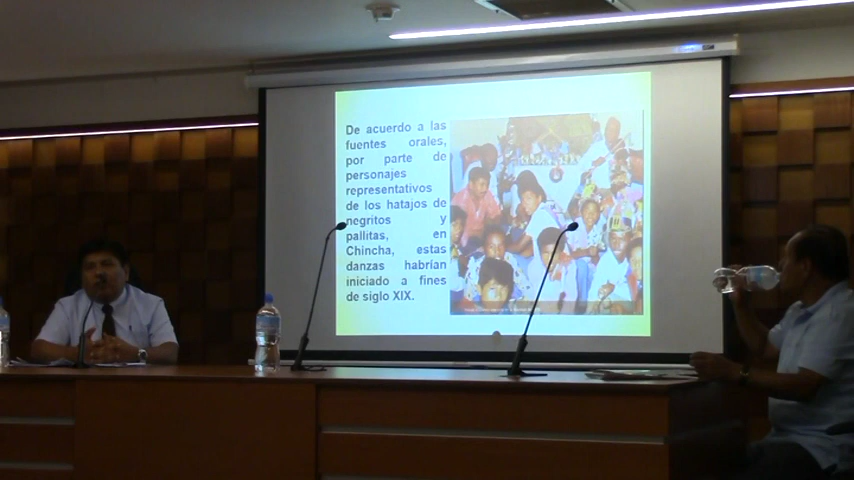 De acuerdo a las
fuentes orales,
por parte de
personajes
representativos
de los hatajos de
negritos y
pallitas, en
Chincha, estas
danzas habrían
iniciado a fines
de siglo XIX.